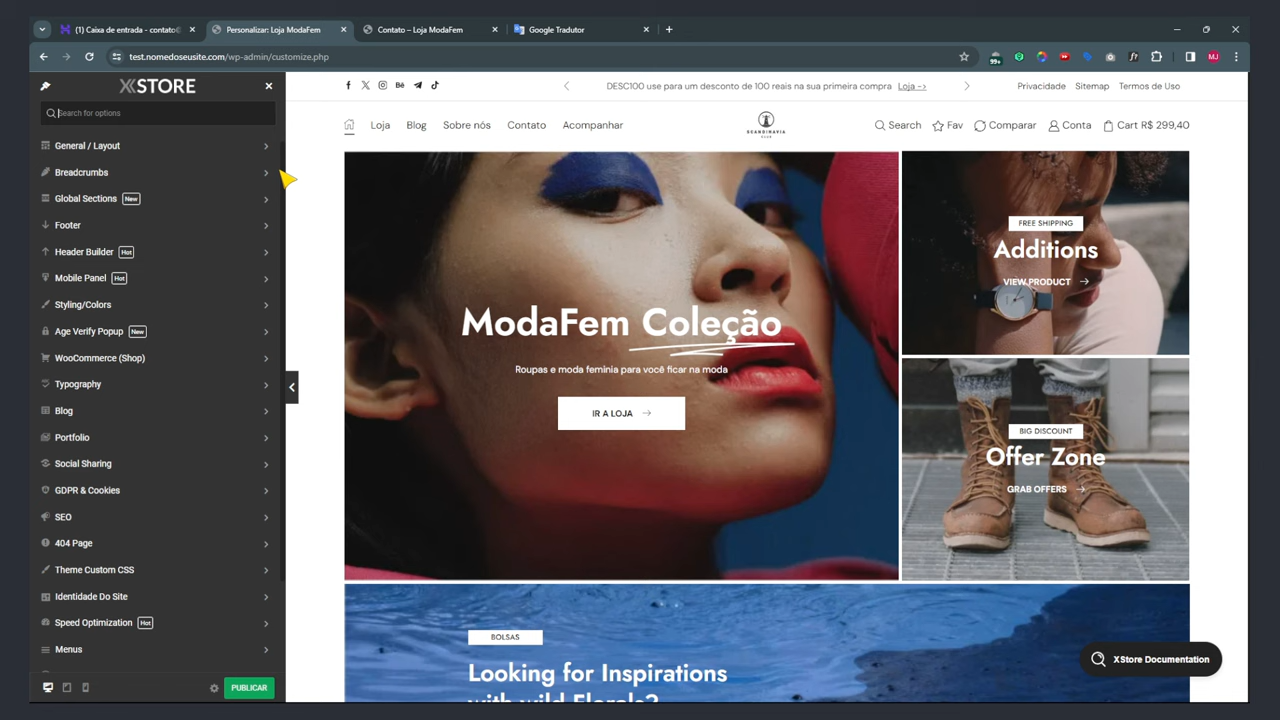 (1) Caixa de entrada - contato@
Personalizar: Loja ModaFem
Contato – Loja ModaFem
Google Tradutor
test.nomedoseusite.com/wp-admin/customize.php
99+
MJ
XSTORE
Search for options
General / Layout
Breadcrumbs
Global Sections New
Footer
Header Builder Hot
Mobile Panel Hot
Styling/Colors
Age Verify Popup New
WooCommerce (Shop)
Typography
Blog
Portfolio
Social Sharing
GDPR & Cookies
SEO
404 Page
Theme Custom CSS
Identidade Do Site
Speed Optimization Hot
Menus
PUBLICAR
DESC100 use para um desconto de 100 reais na sua primeira compra Loja ->
Privacidade Sitemap Termos de Uso
Loja Blog Sobre nós Contato Acompanhar
SCANDINAVIA
CLUB
Search Fav Comparar Conta Cart R$ 299,40
ModaFem Coleção
Roupas e moda feminia para você ficar na moda
IR A LOJA
FREE SHIPPING
Additions
VIEW PRODUCT
BIG DISCOUNT
Offer Zone
GRAB OFFERS
BOLSAS
Looking for Inspirations
with wild Florals?
XStore Documentation